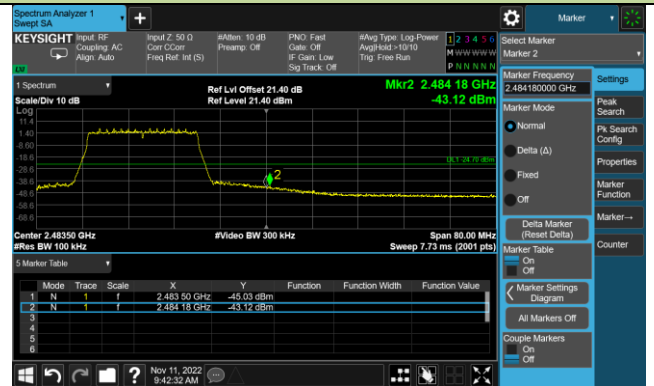 Spectrum Analyzer 1
Swept SA
Marker
KEYSIGHT
Input: RF
Coupling: AC
Align: Auto
Input Z: 50 Ω
Corr CCorr
Freq Ref: Int (S)
#Atten: 10 dB
Preamp: Off
PNO: Fast
Gate: Off
IF Gain: Low
Sig Track: Off
#Avg Type: Log-Power
Avg|Hold:>10/10
Trig: Free Run
1 2 3 4 5 6
M W W W W W
P N N N N N
Select Marker
Marker 2
1 Spectrum
Scale/Div 10 dB
Log
Ref Lvl Offset 21.40 dB
Ref Level 21.40 dBm
Mkr2 2.484 18 GHz
-43.12 dBm
11.4
1.40
-8.60
-18.6
-28.6
-38.6
-48.6
-58.6
-68.6
2
Center 2.48350 GHz
#Res BW 100 kHz
#Video BW 300 kHz
Span 80.00 MHz
Sweep 7.73 ms (2001 pts)
5 Marker Table
Mode Trace Scale X Y Function Function Width Function Value
1 N 1 f 2.483 50 GHz -45.03 dBm
2 N 1 f 2.484 18 GHz -43.12 dBm
3
4
5
6
Marker Frequency
2.484180000 GHz
Marker Mode
Normal
Delta (Δ)
Fixed
Off
Delta Marker
(Reset Delta)
Marker Table
On
Off
Marker Settings
Diagram
All Markers Off
Couple Markers
On
Off
Settings
Peak
Search
Pk Search
Config
Properties
Marker
Function
Marker→
Counter
?
Nov 11, 2022
9:42:32 AM